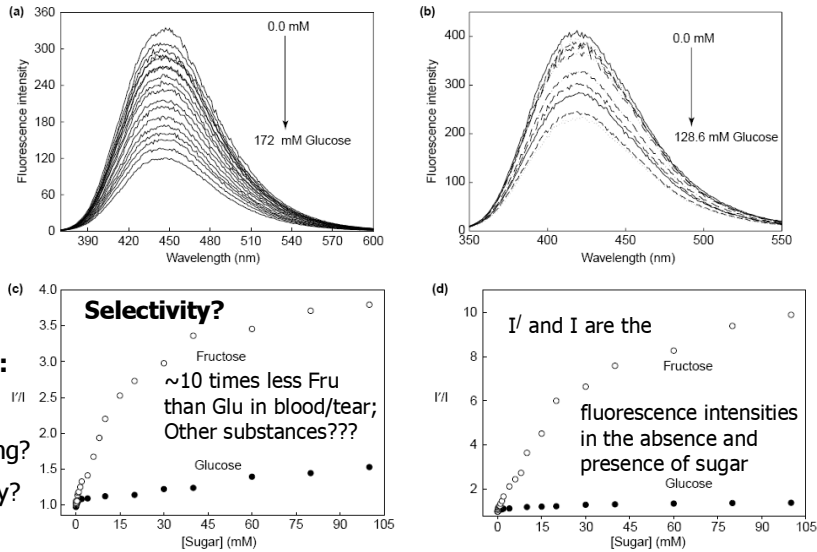 (a)
360
300
240
180
120
60
0
Fluorescence intensity
0.0 mM
172 mM Glucose
390 420 450 480 510 540 570 600
Wavelength (nm)
(b)
400
300
200
100
0
Fluorescence intensity
0.0 mM
128.6 mM Glucose
350 400 450 500 550
Wavelength (nm)
:
ng?
y?
(c)
4.0
3.5
3.0
2.5
2.0
1.5
1.0
I'/I
Selectivity?
Fructose
~10 times less Fru
than Glu in blood/tear;
Other substances???
Glucose
0 15 30 45 60 75 90 105
[Sugar] (mM)
(d)
10
8
6
4
2
I'/I
I/ and I are the
Fructose
fluorescence intensities
in the absence and
presence of sugar
Glucose
0 15 30 45 60 75 90 105
[Sugar] (mM)